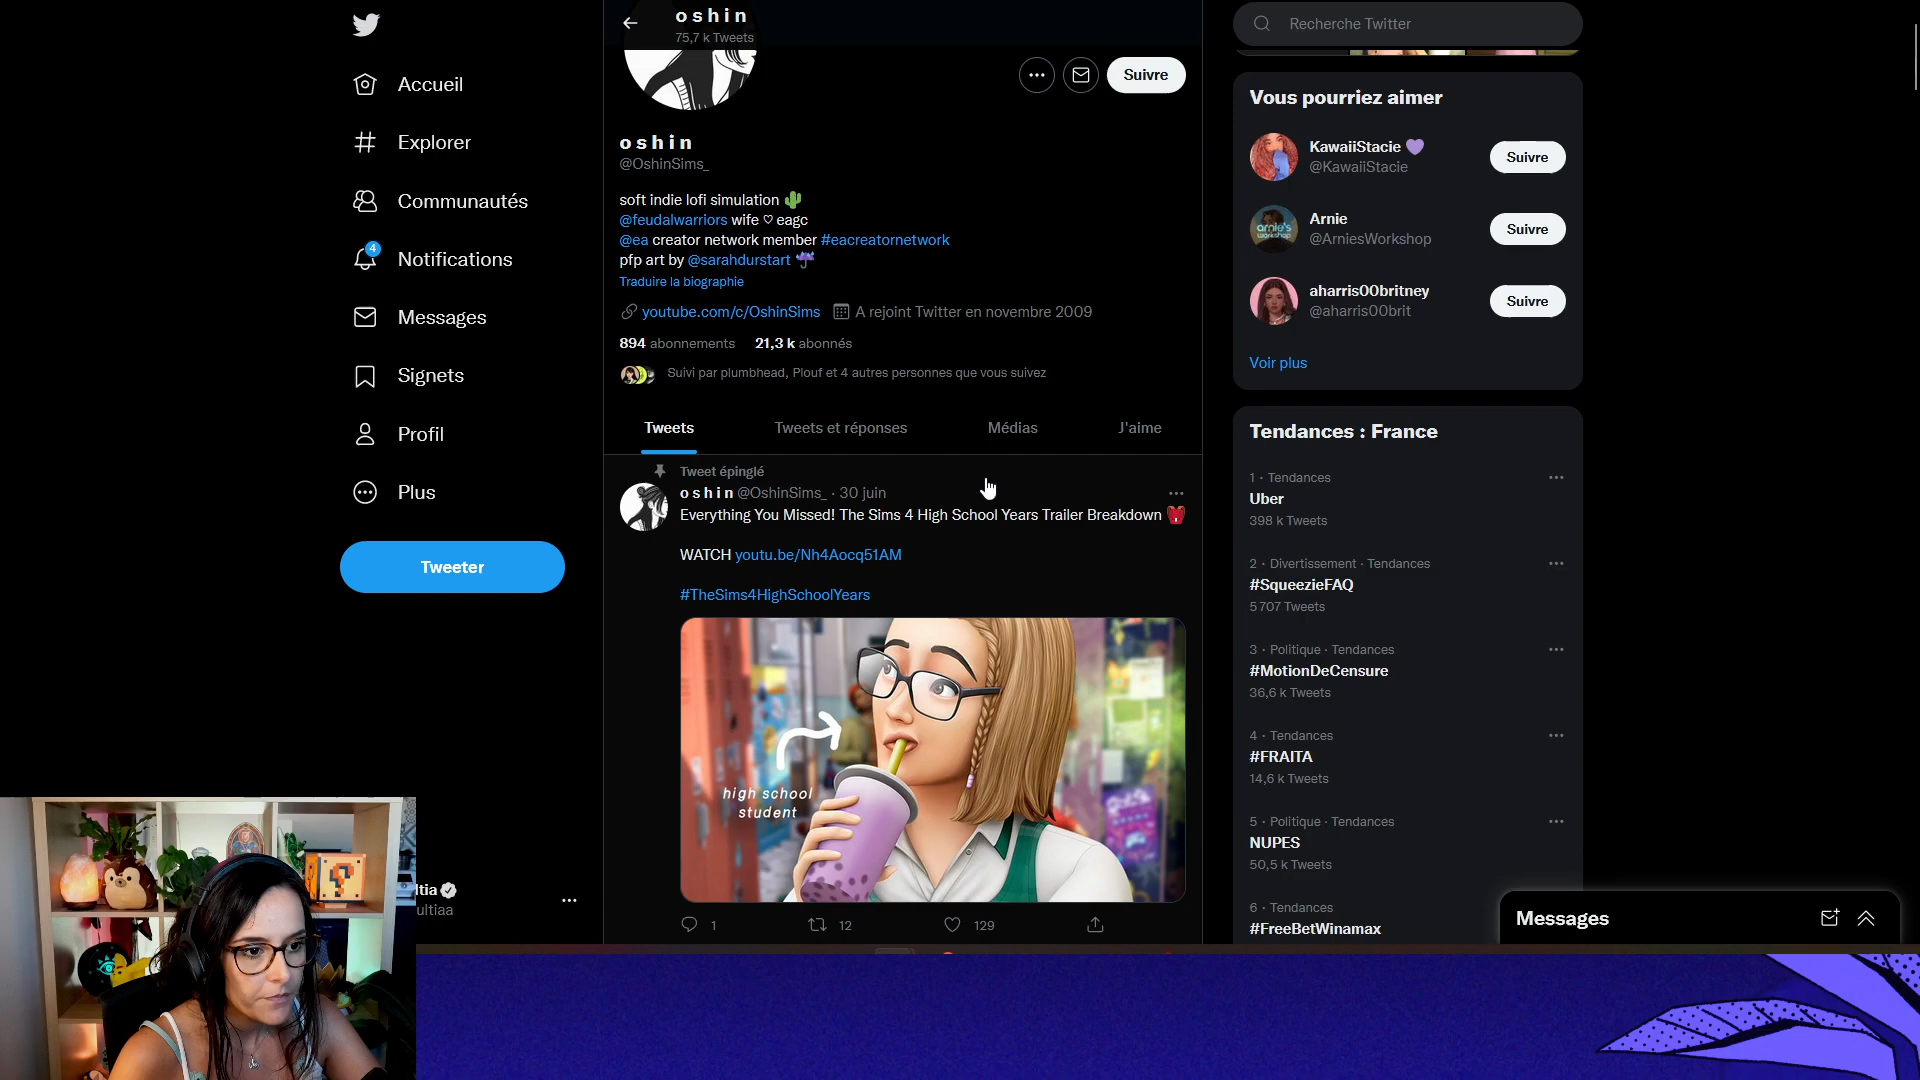 Accueil
Explorer
Communautés
4
Notifications
Messages
Signets
Profil
Plus
Tweeter
ltia
ultiaa
oshin
75,7 k Tweets
Suivre
oshin
@OshinSims_
soft indie lofi simulation 🌵
@feudalwarriors wife ♡ eagc
@ea creator network member #eacreatornetwork
pfp art by @sarahdurstart ☔
Traduire la biographie
youtube.com/c/OshinSims A rejoint Twitter en novembre 2009
894 abonnements 21,3 k abonnés
Suivi par plumbhead, Plouf et 4 autres personnes que vous suivez
Tweets Tweets et réponses Médias J'aime
Tweet épinglé
oshin @OshinSims_ · 30 juin
Everything You Missed! The Sims 4 High School Years Trailer Breakdown
WATCH youtu.be/Nh4Aocq51AM
#TheSims4HighSchoolYears
high school
student
1 12 129
Recherche Twitter
Vous pourriez aimer
KawaiiStacie 💜
@KawaiiStacie
Suivre
arnie's
workshop
Arnie
@ArniesWorkshop
Suivre
aharris00britney
@aharris00brit
Suivre
Voir plus
Tendances : France
1 · Tendances
Uber
398 k Tweets
2 · Divertissement · Tendances
#SqueezieFAQ
5 707 Tweets
3 · Politique · Tendances
#MotionDeCensure
36,6 k Tweets
4 · Tendances
#FRAITA
14,6 k Tweets
5 · Politique · Tendances
NUPES
50,5 k Tweets
6 · Tendances
#FreeBetWinamax
Messages